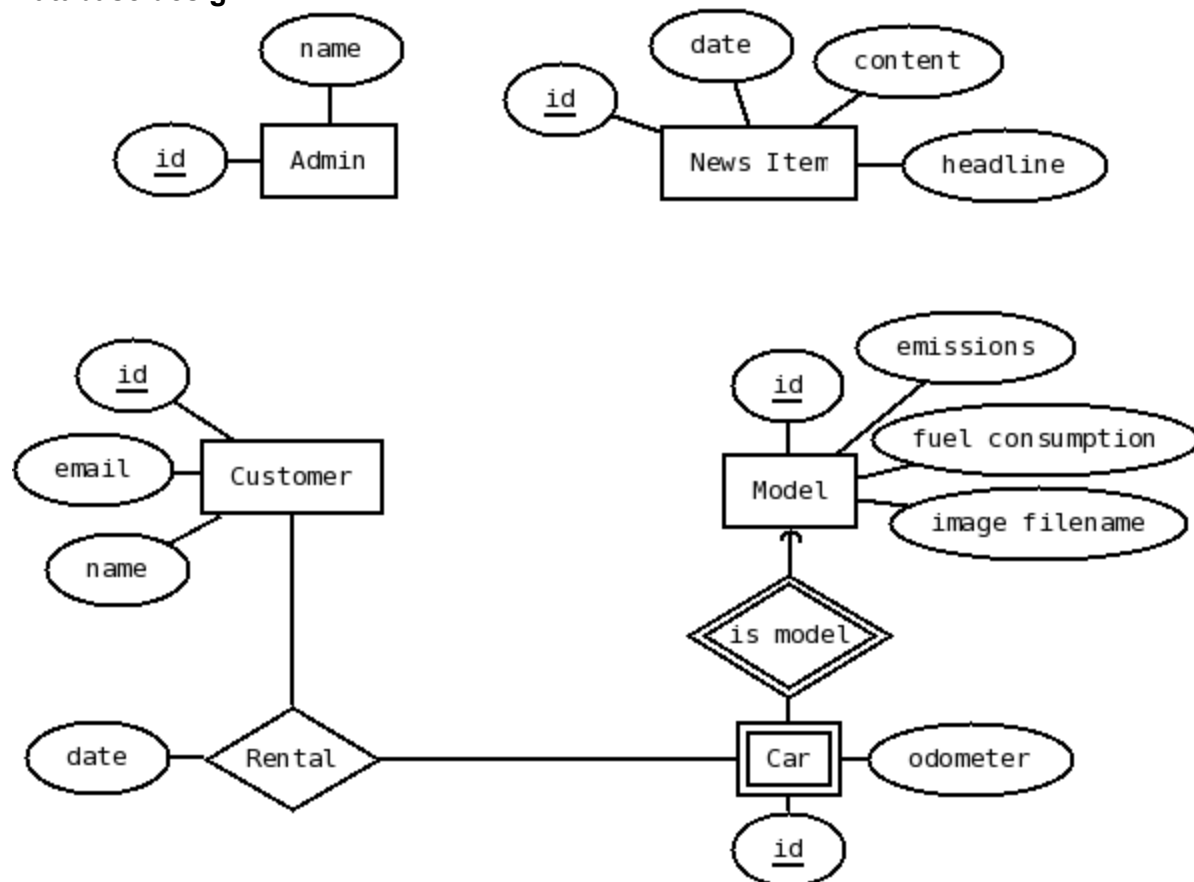 name
date
content
id
id
Admin
News Item
headline
id
emissions
id
fuel consumption
email
Customer
Model
image filename
name
is model
date
Rental
Car
odometer
id